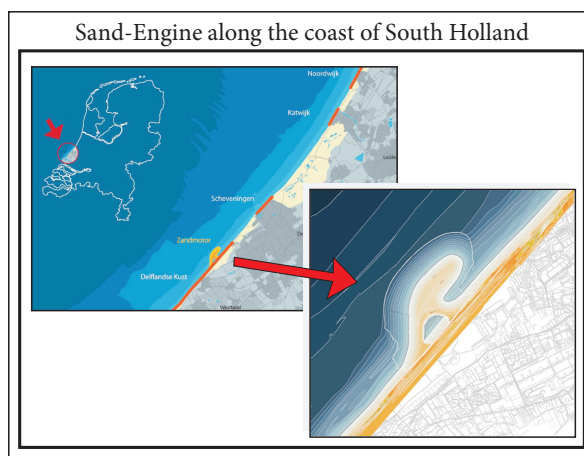 Sand-Engine along the coast of South Holland
Noordwijk
Katwijk
Scheveningen
Zandmotor
Delflandse Kust
Westland